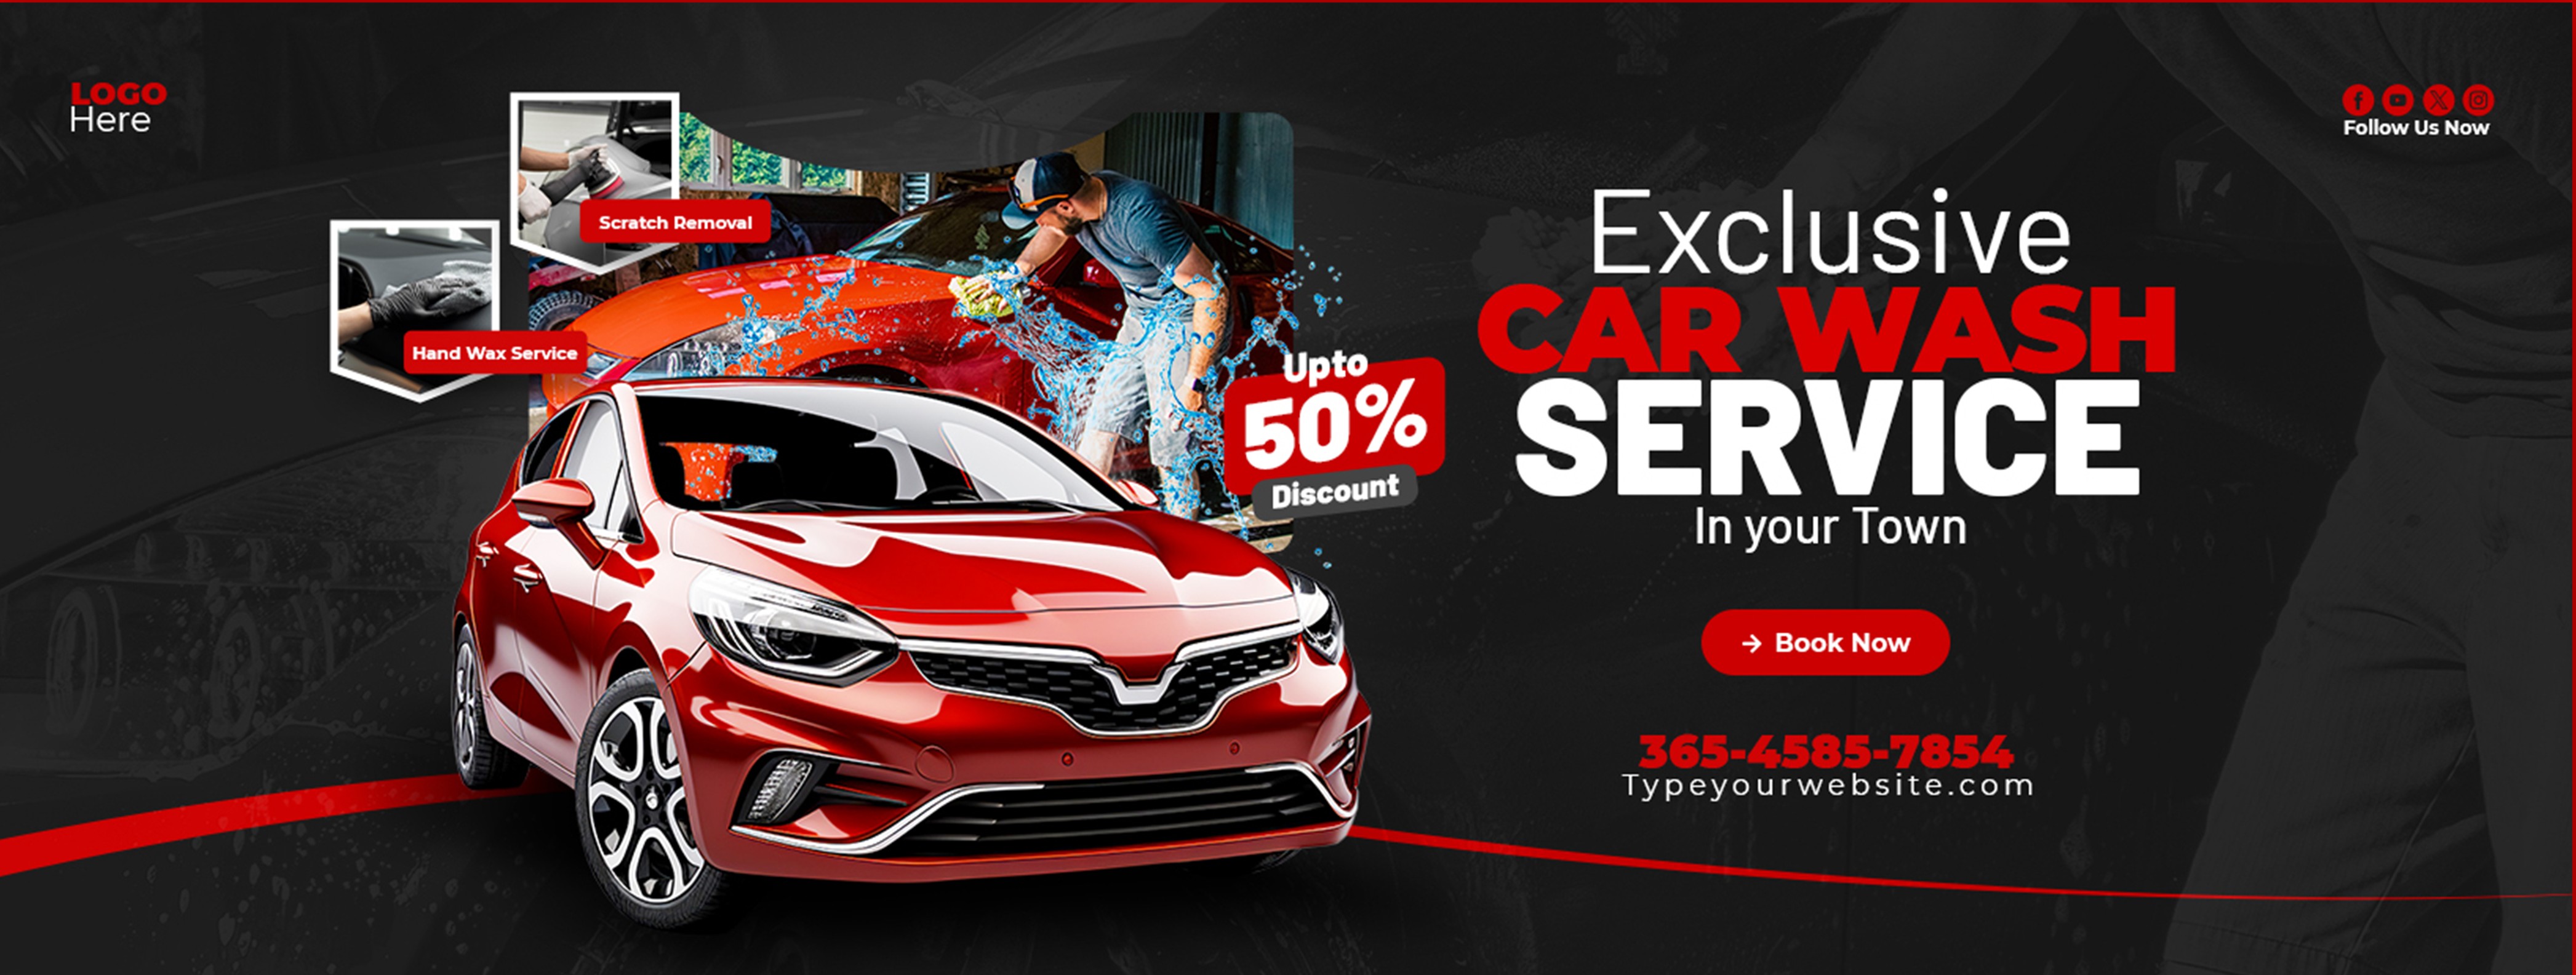 LOGO
Here
Follow Us Now
Scratch Removal
Hand Wax Service
Upto
50%
Discount
Exclusive
CAR WASH
SERVICE
In your Town
→ Book Now
365-4585-7854
Typeyourwebsite.com